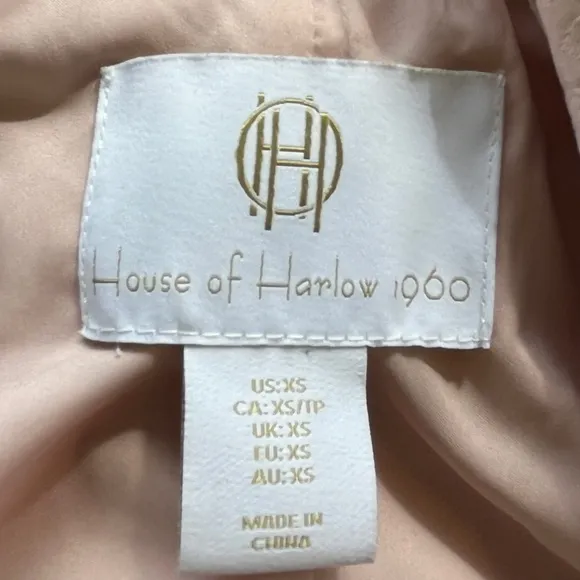 House of Harlow 1960
US:XS
CA:XS/TP
UK:XS
EU:XS
AU:XS
MADE IN
CHINA